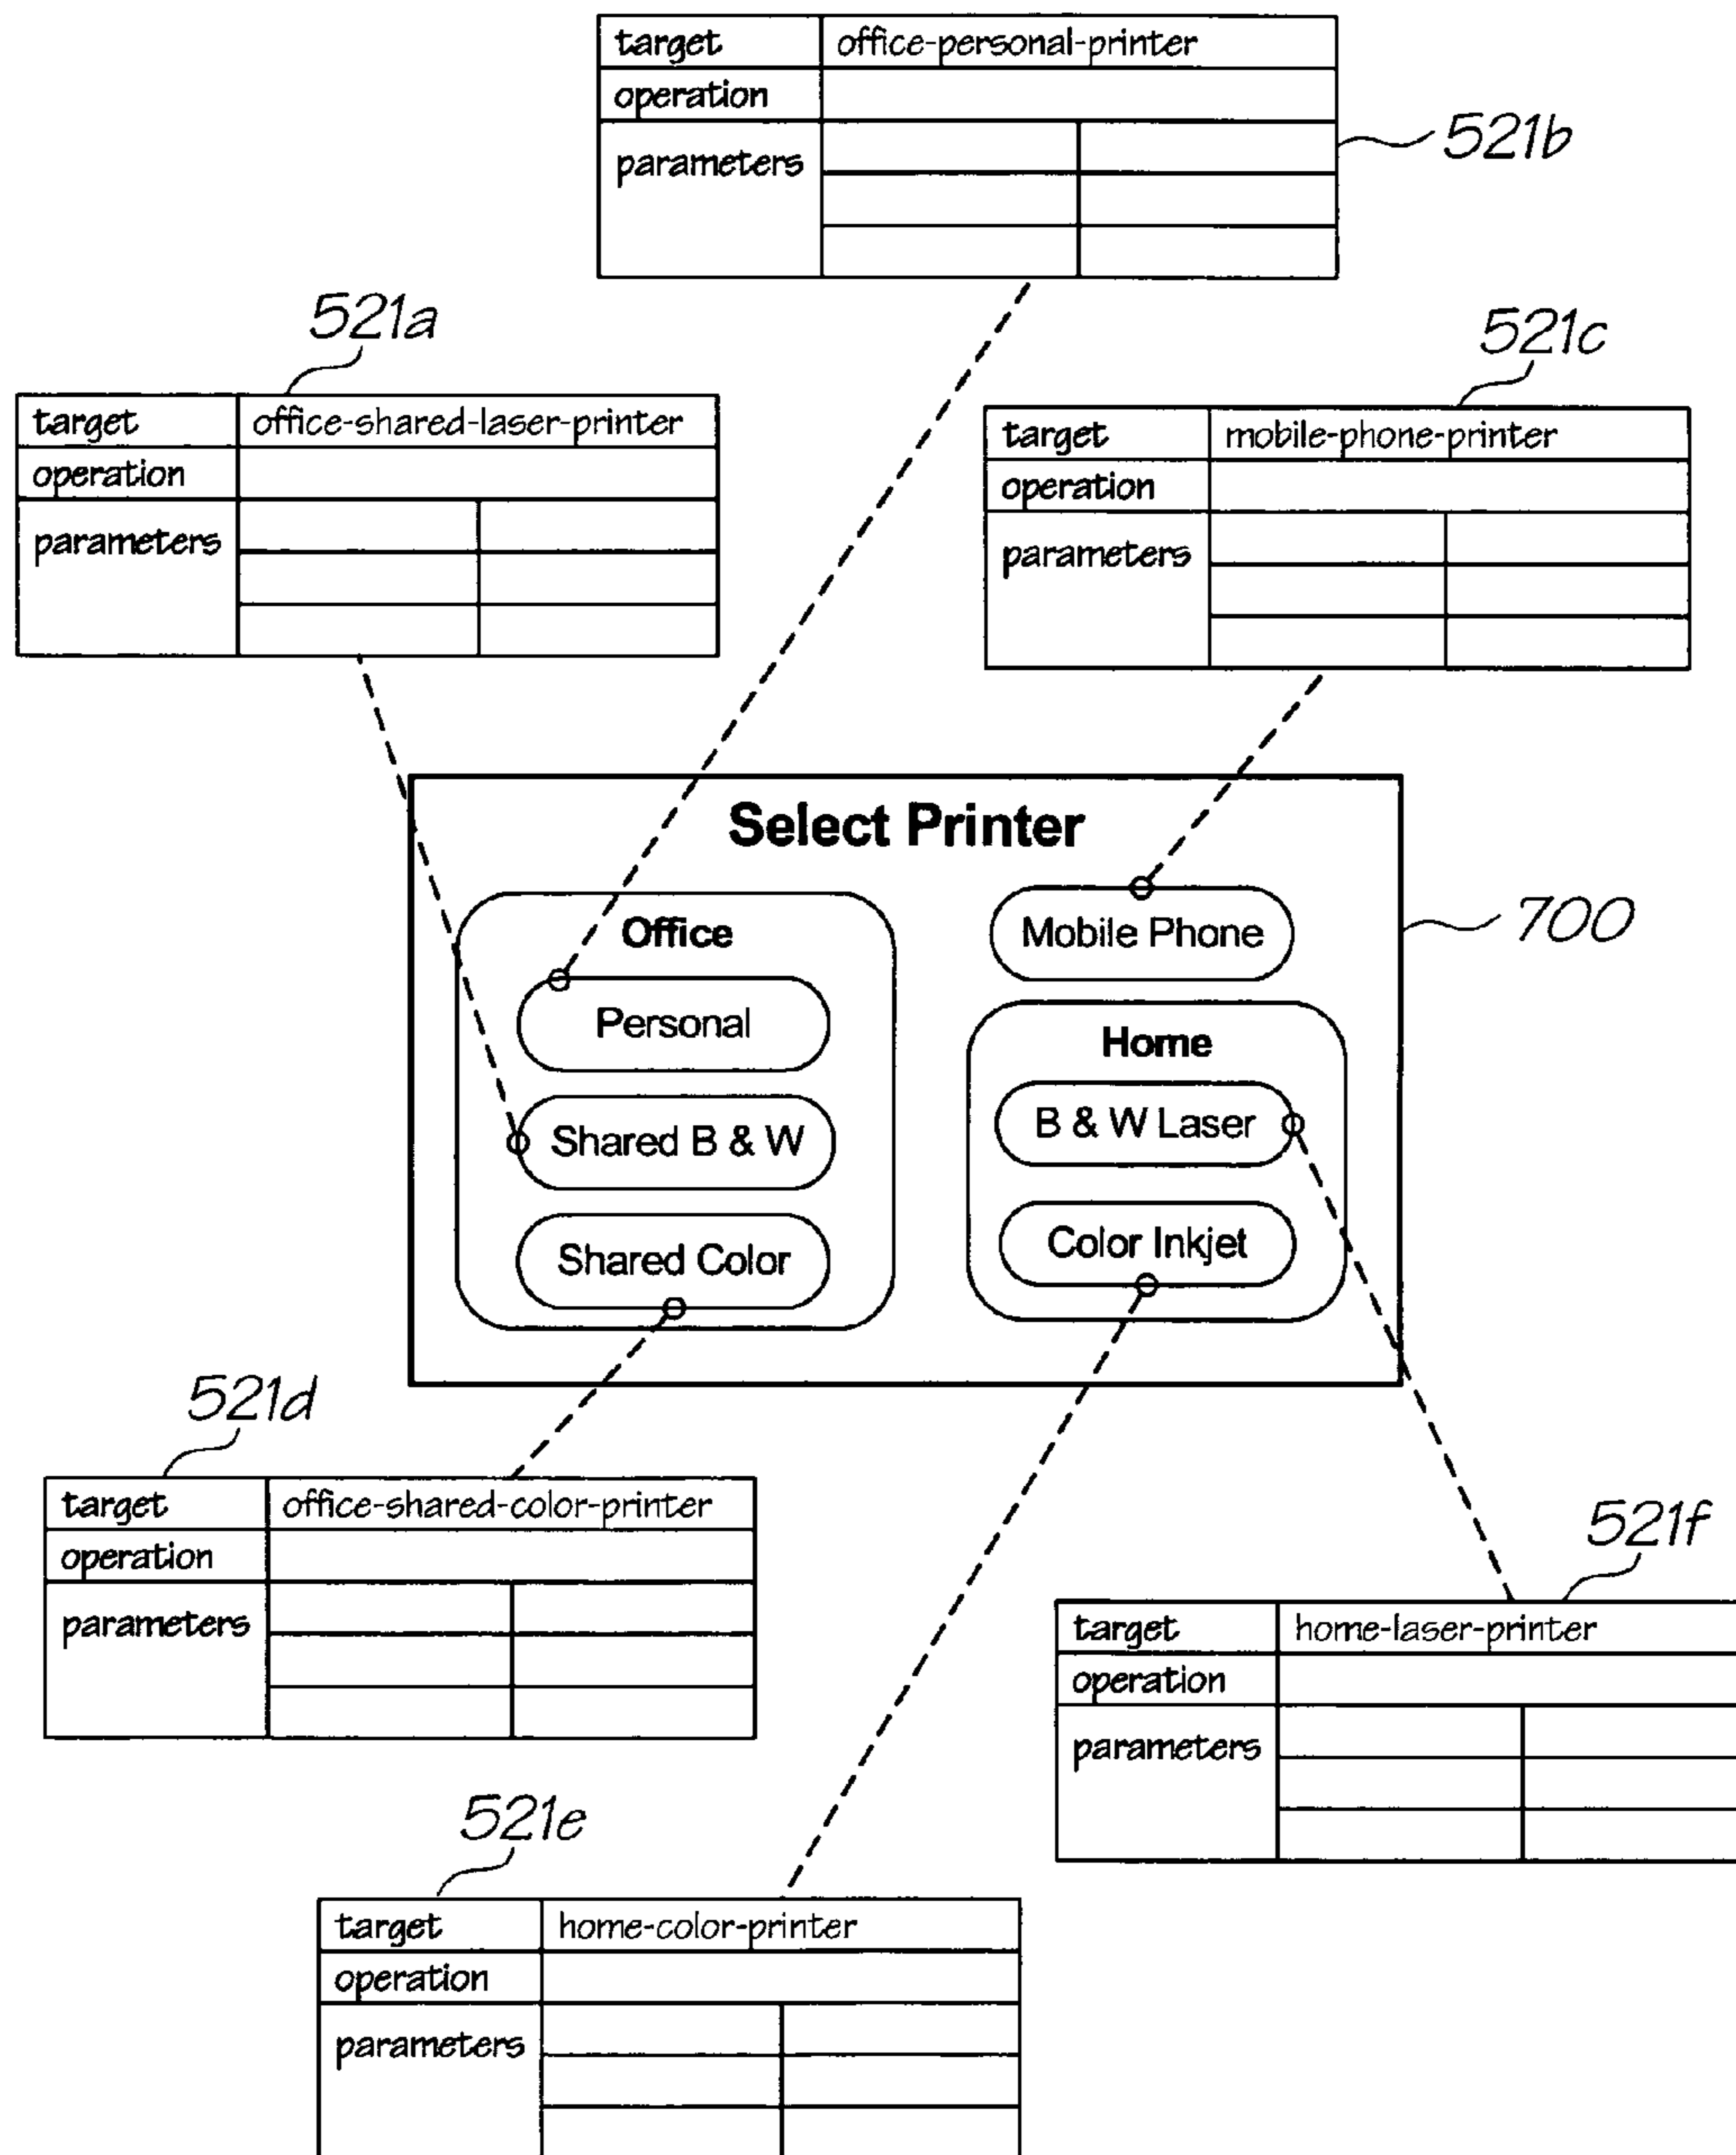 target office-personal-printer
operation
parameters
521b
521a
target office-shared-laser-printer
operation
parameters
521c
target mobile-phone-printer
operation
parameters
Select Printer
700
Office
Personal
Shared B & W
Shared Color
Mobile Phone
Home
B & W Laser
Color Inkjet
521d
target office-shared-color-printer
operation
parameters
521f
target home-laser-printer
operation
parameters
521e
target home-color-printer
operation
parameters